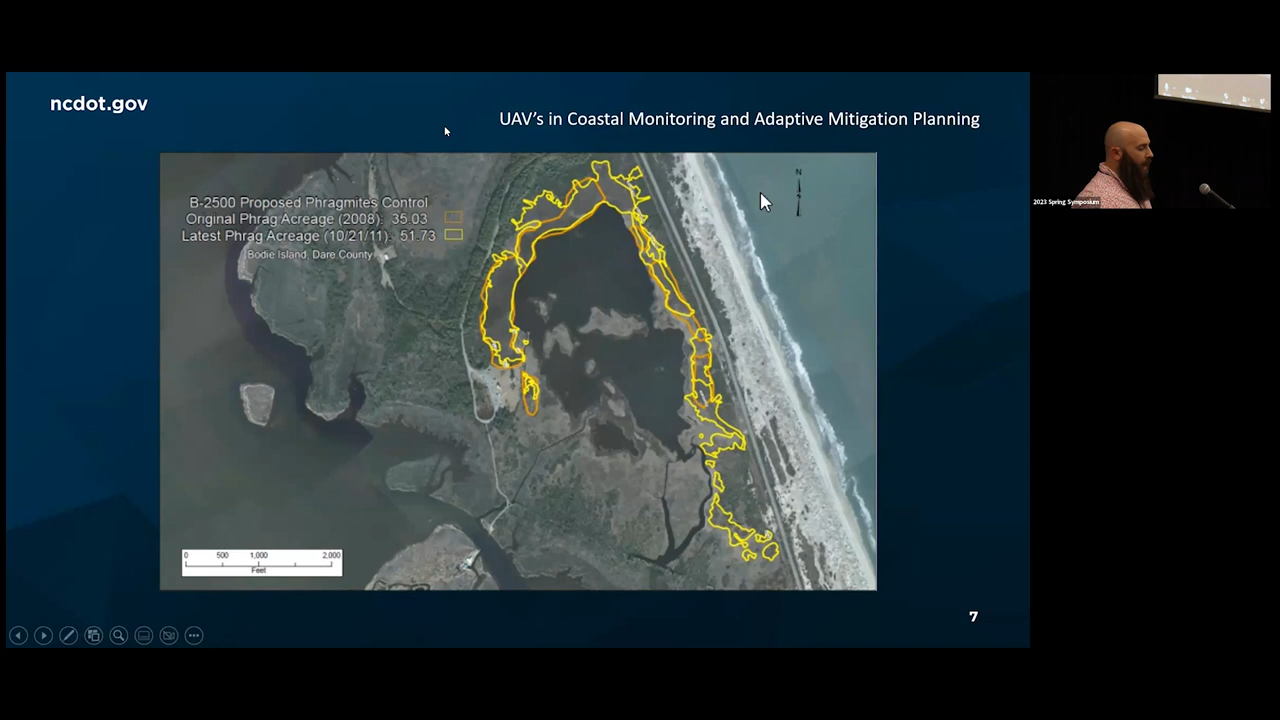 ncdot.gov
UAV's in Coastal Monitoring and Adaptive Mitigation Planning
B-2500 Proposed Phragmites Control
Original Phrag Acreage (2008): 35.03
Latest Phrag Acreage (10/21/11): 51.73
Bodie Island, Dare County
N
0 500 1,000 2,000
Feet
7
2023 Spring Symposium